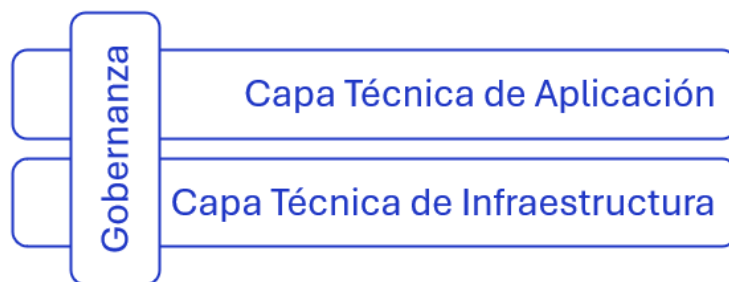 Gobernanza
Capa Técnica de Aplicación
Capa Técnica de Infraestructura